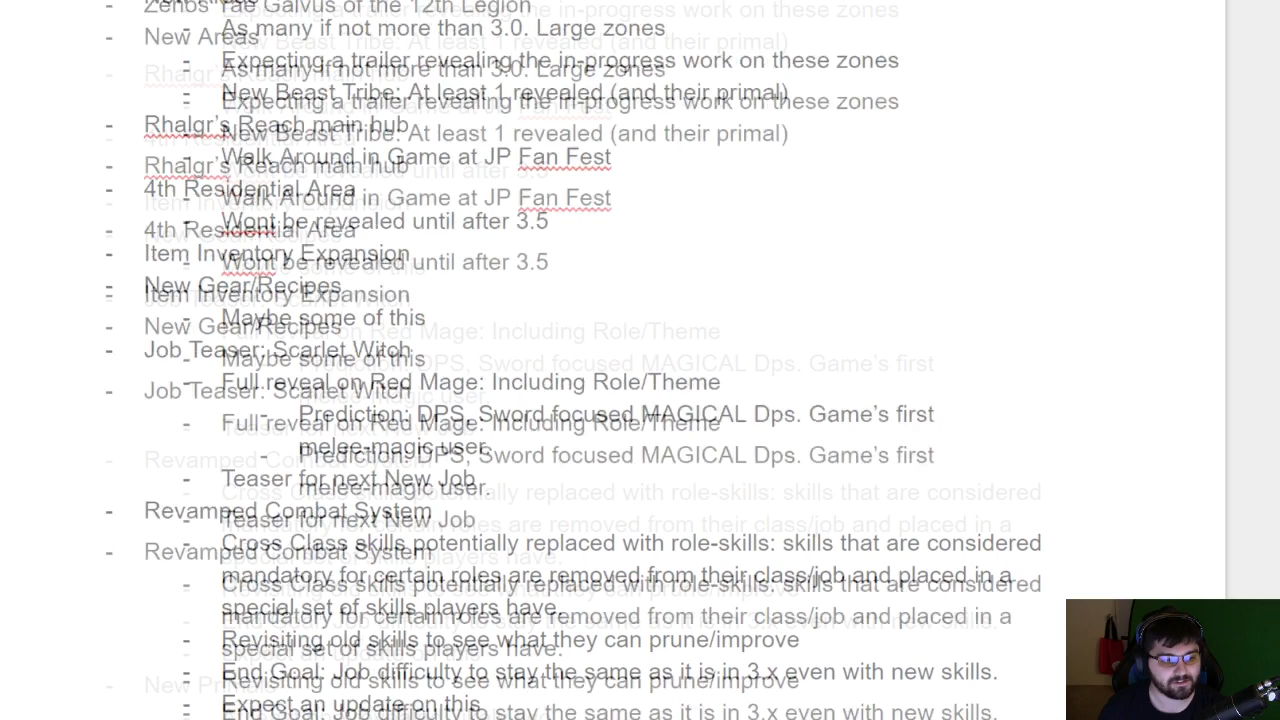 - Zenos Yae Galvus of the 12th Legion
- New Areas
- As many if not more than 3.0. Large zones
- Expecting a trailer revealing the in-progress work on these zones
- New Beast Tribe: At least 1 revealed (and their primal)
- Rhalgr's Reach main hub
- Walk Around in Game at JP Fan Fest
- 4th Residential Area
- Wont be revealed until after 3.5
- Item Inventory Expansion
- New Gear/Recipes
- Maybe some of this
- Job Teaser: Scarlet Witch
- Full reveal on Red Mage: Including Role/Theme
- Prediction: DPS, Sword focused MAGICAL Dps. Game's first
melee-magic user.
- Teaser for next New Job
- Revamped Combat System
- Cross Class skills potentially replaced with role-skills: skills that are considered
mandatory for certain roles are removed from their class/job and placed in a
special set of skills players have.
- Revisiting old skills to see what they can prune/improve
- End Goal: Job difficulty to stay the same as it is in 3.x even with new skills.
- Expect an update on this
- New Primals